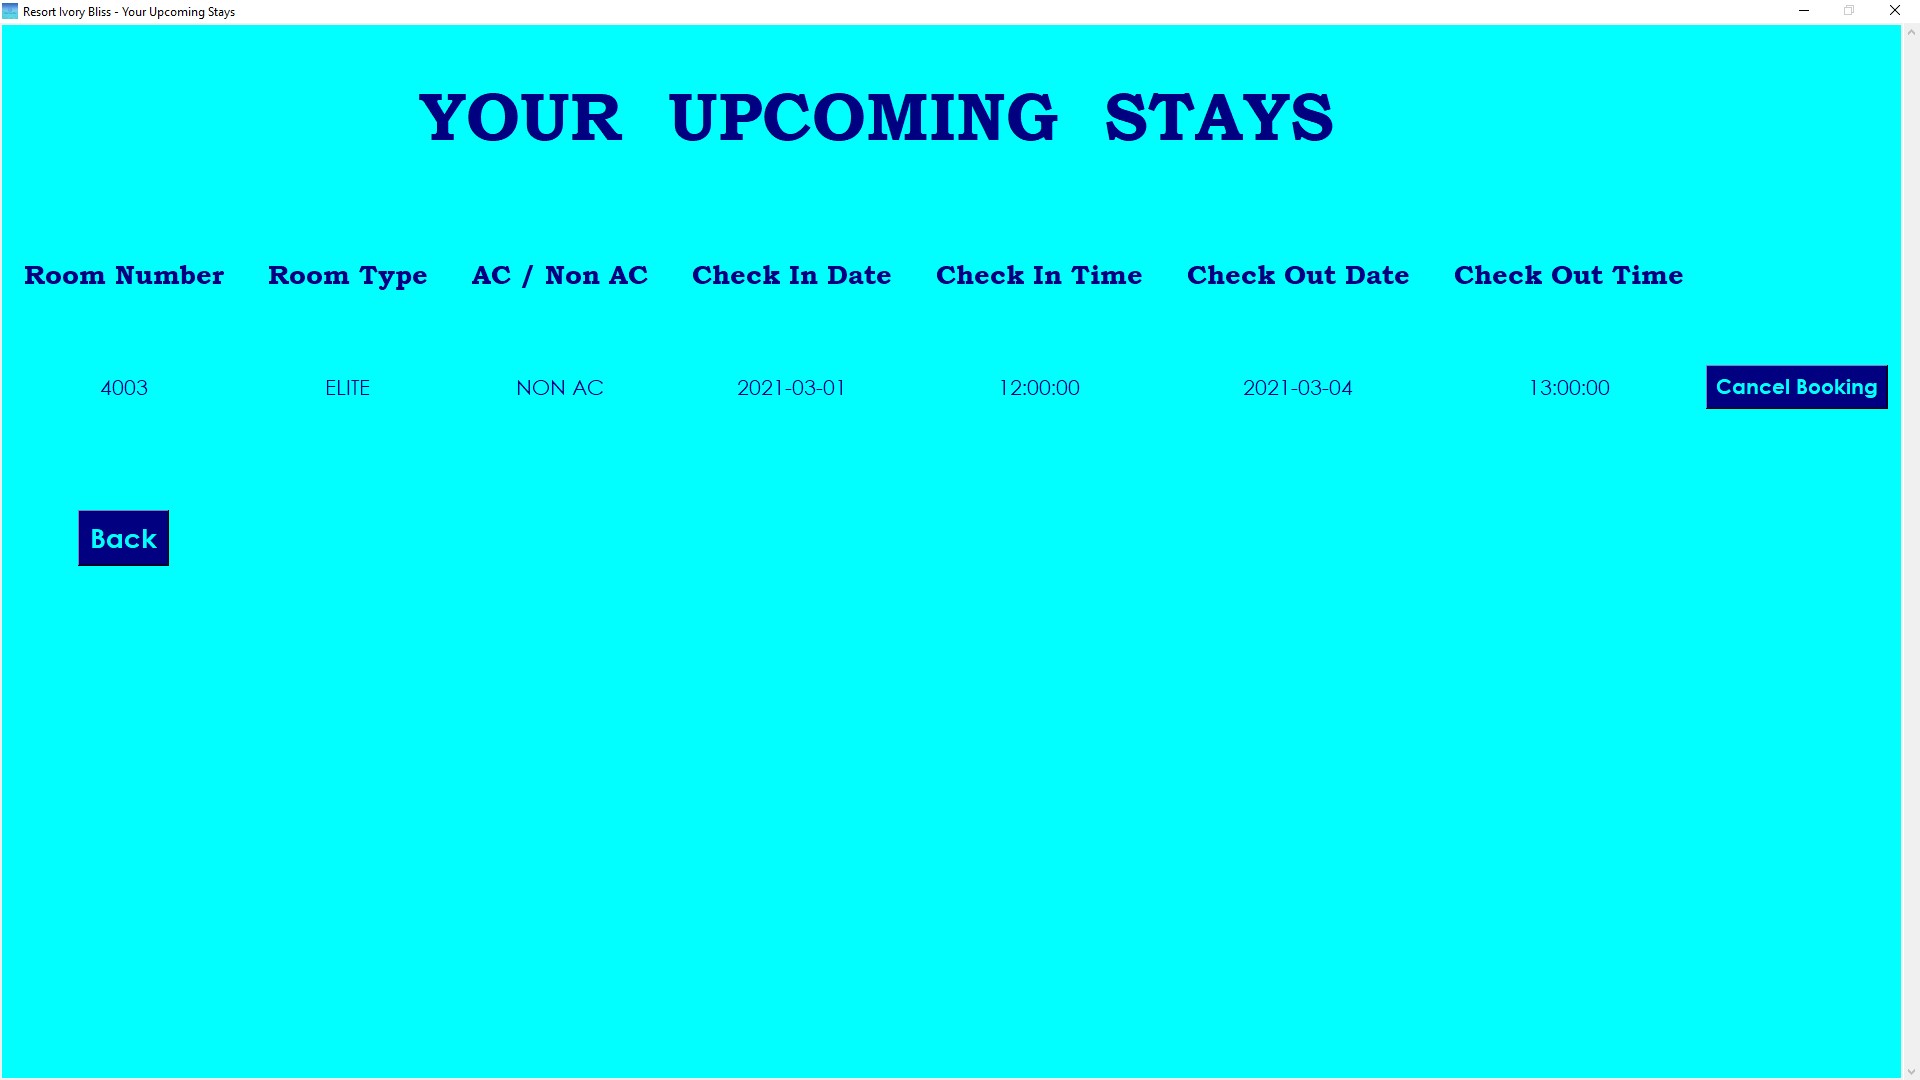 Resort Ivory Bliss - Your Upcoming Stays
YOUR UPCOMING STAYS
Room Number Room Type AC / Non AC Check In Date Check In Time Check Out Date Check Out Time
4003 ELITE NON AC 2021-03-01 12:00:00 2021-03-04 13:00:00 Cancel Booking
Back